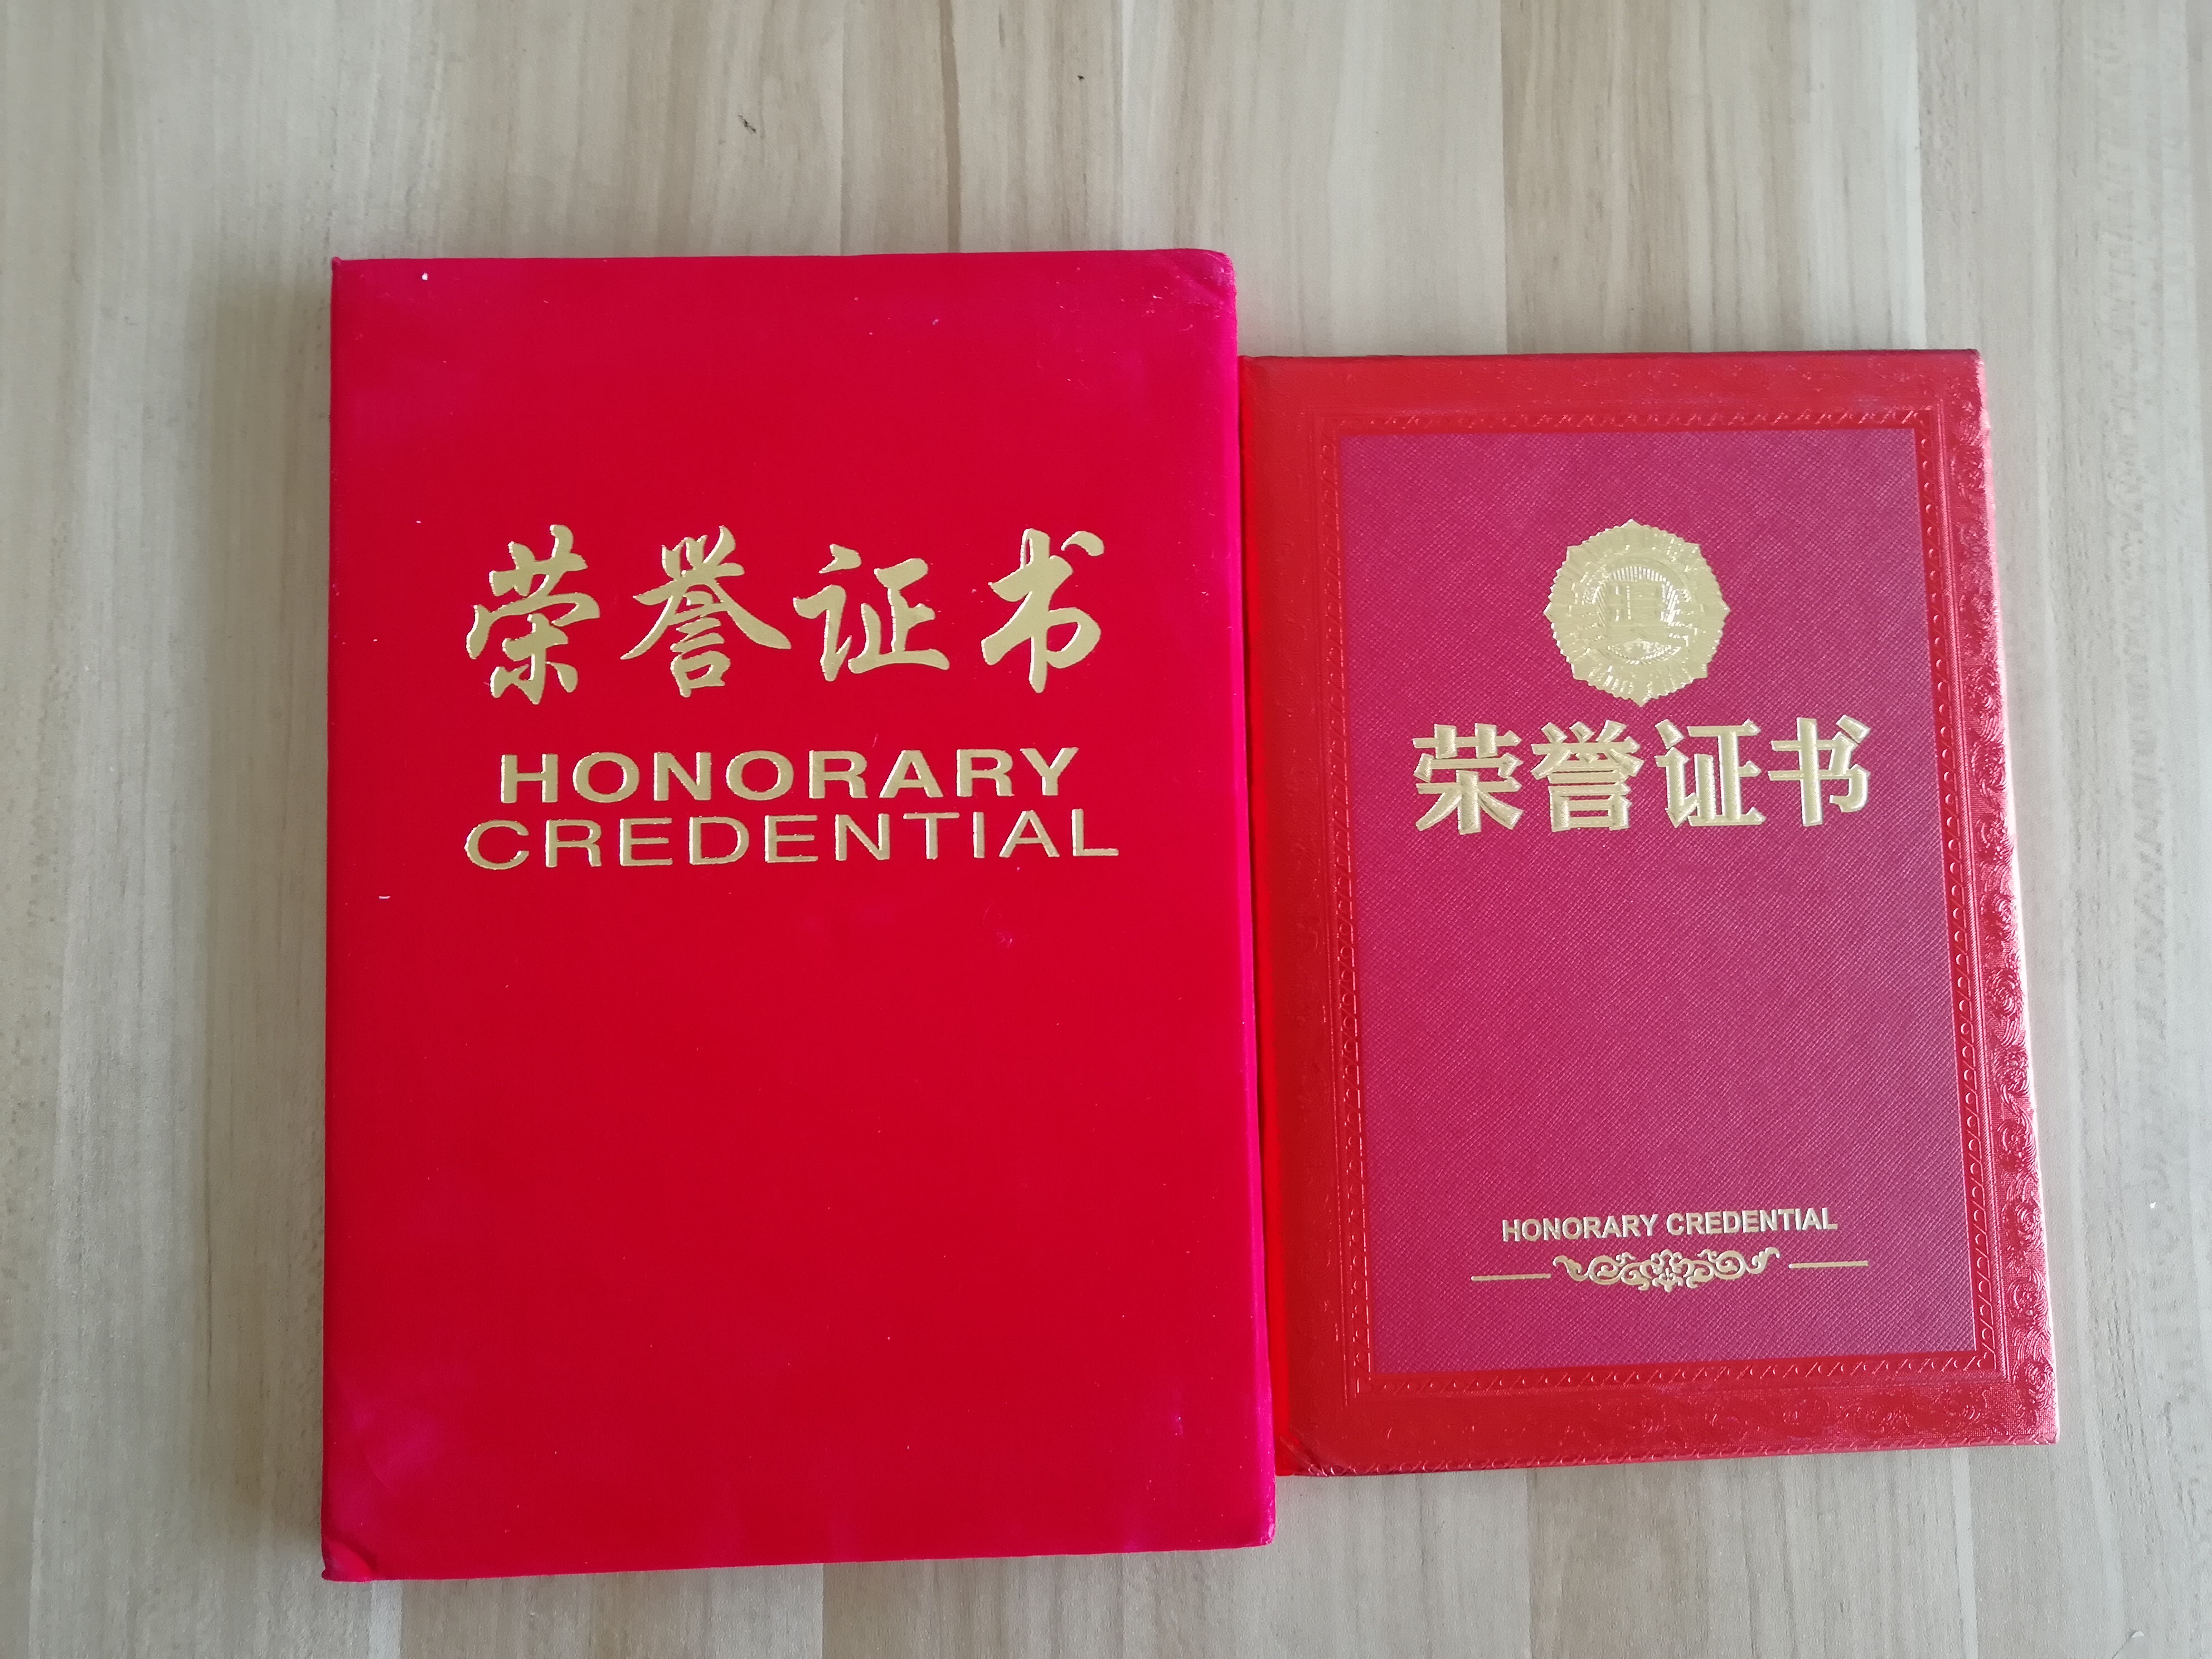 荣誉证书
HONORARY
CREDENTIAL
荣誉证书
HONORARY CREDENTIAL